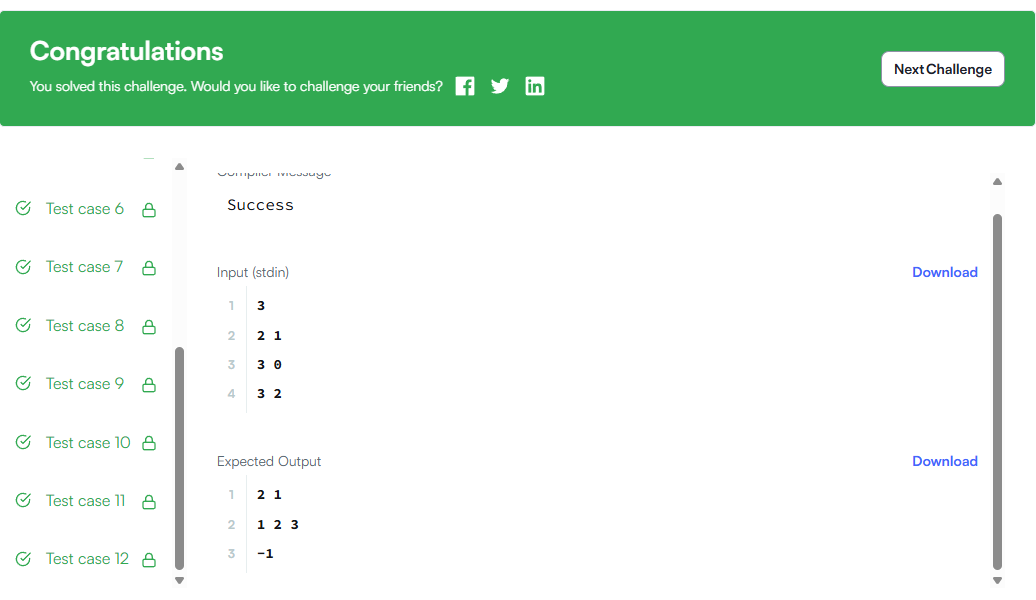 Congratulations
You solved this challenge. Would you like to challenge your friends?
Next Challenge
Test case 6
Test case 7
Test case 8
Test case 9
Test case 10
Test case 11
Test case 12
Compiler Message
Success
Input (stdin)
Download
1 3
2 2 1
3 3 0
4 3 2
Expected Output
Download
1 2 1
2 1 2 3
3 -1